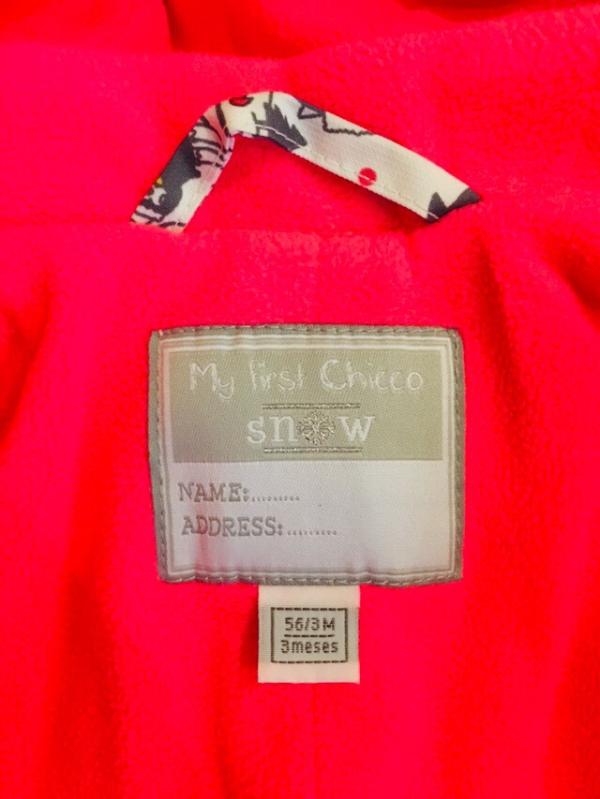 My first Chicco
snow
NAME:..........
ADDRESS:..........
56/3M
3meses